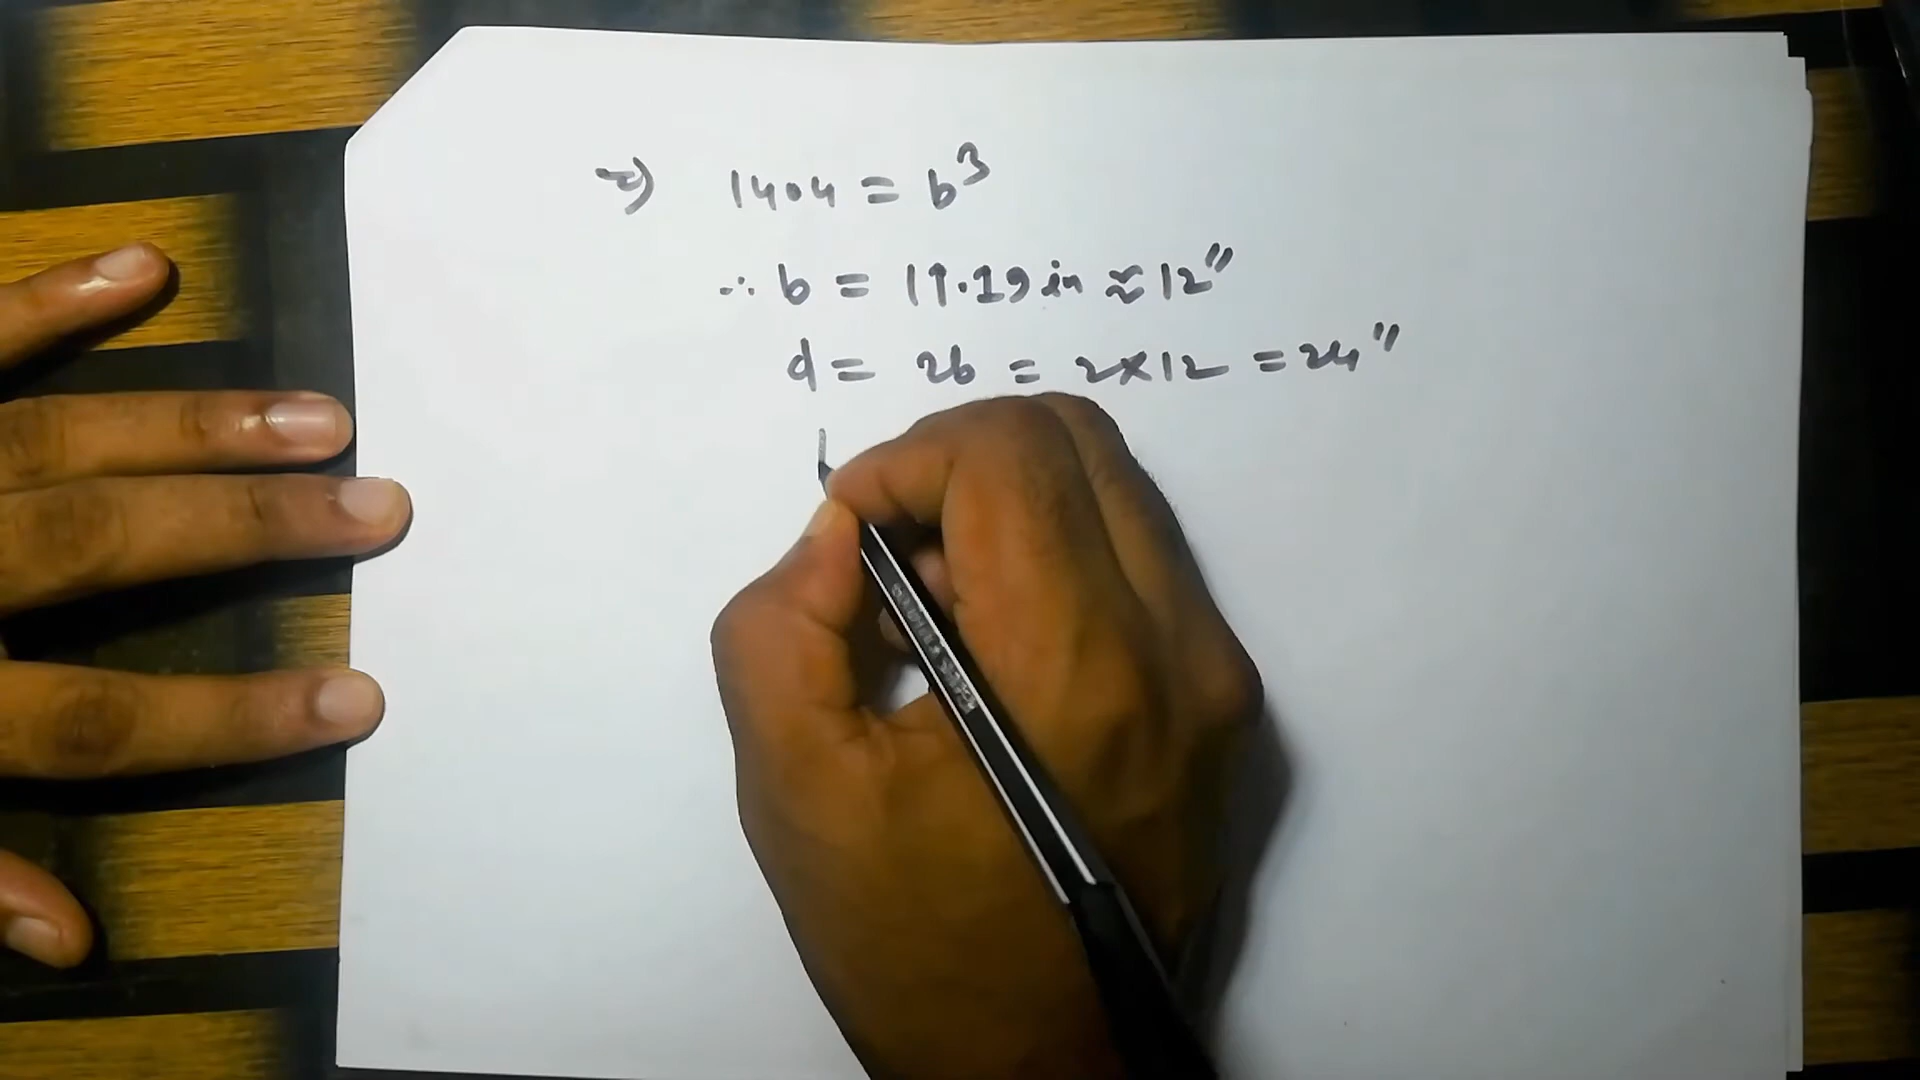 ⇒ 1404 = b³
∴ b = 11.19 in ≈ 12"
d = 2b = 2×12 = 24"